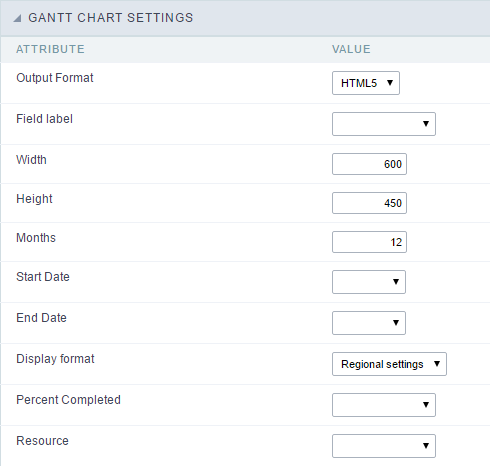 GANTT CHART SETTINGS
ATTRIBUTE VALUE
Output Format HTML5
Field label
Width 600
Height 450
Months 12
Start Date
End Date
Display format Regional settings
Percent Completed
Resource